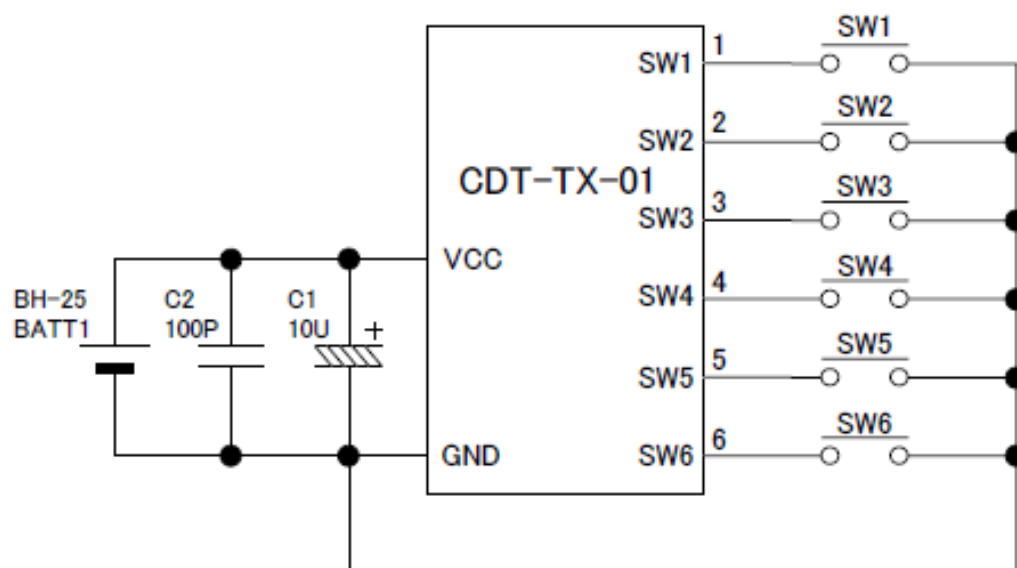 SW1
SW1 1
SW2
SW2 2
CDT-TX-01
SW3
SW3 3
VCC
SW4
SW4 4
BH-25
BATT1
C2
100P
C1
10U
+
SW5
5
SW5
SW6
GND
SW6 6